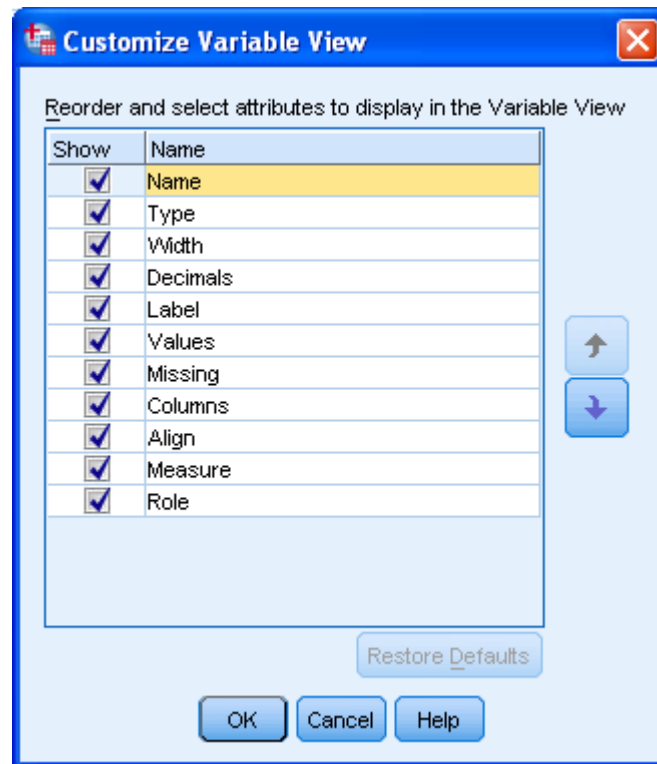 Customize Variable View
Reorder and select attributes to display in the Variable View
Show Name
Name
Type
Width
Decimals
Label
Values
Missing
Columns
Align
Measure
Role
Restore Defaults
OK Cancel Help